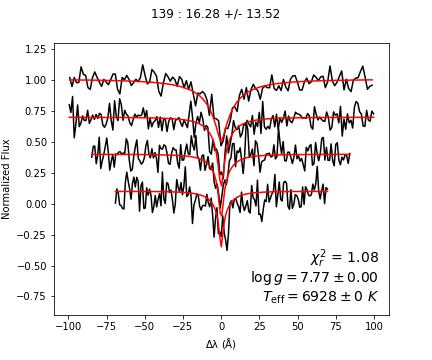 139 : 16.28 +/- 13.52
Normalized Flux
1.25
1.00
0.75
0.50
0.25
0.00
−0.25
−0.50
−0.75
χ²ᵣ = 1.08
log g = 7.77 ± 0.00
T_eff = 6928 ± 0 K
−100 −75 −50 −25 0 25 50 75 100
Δλ (Å)